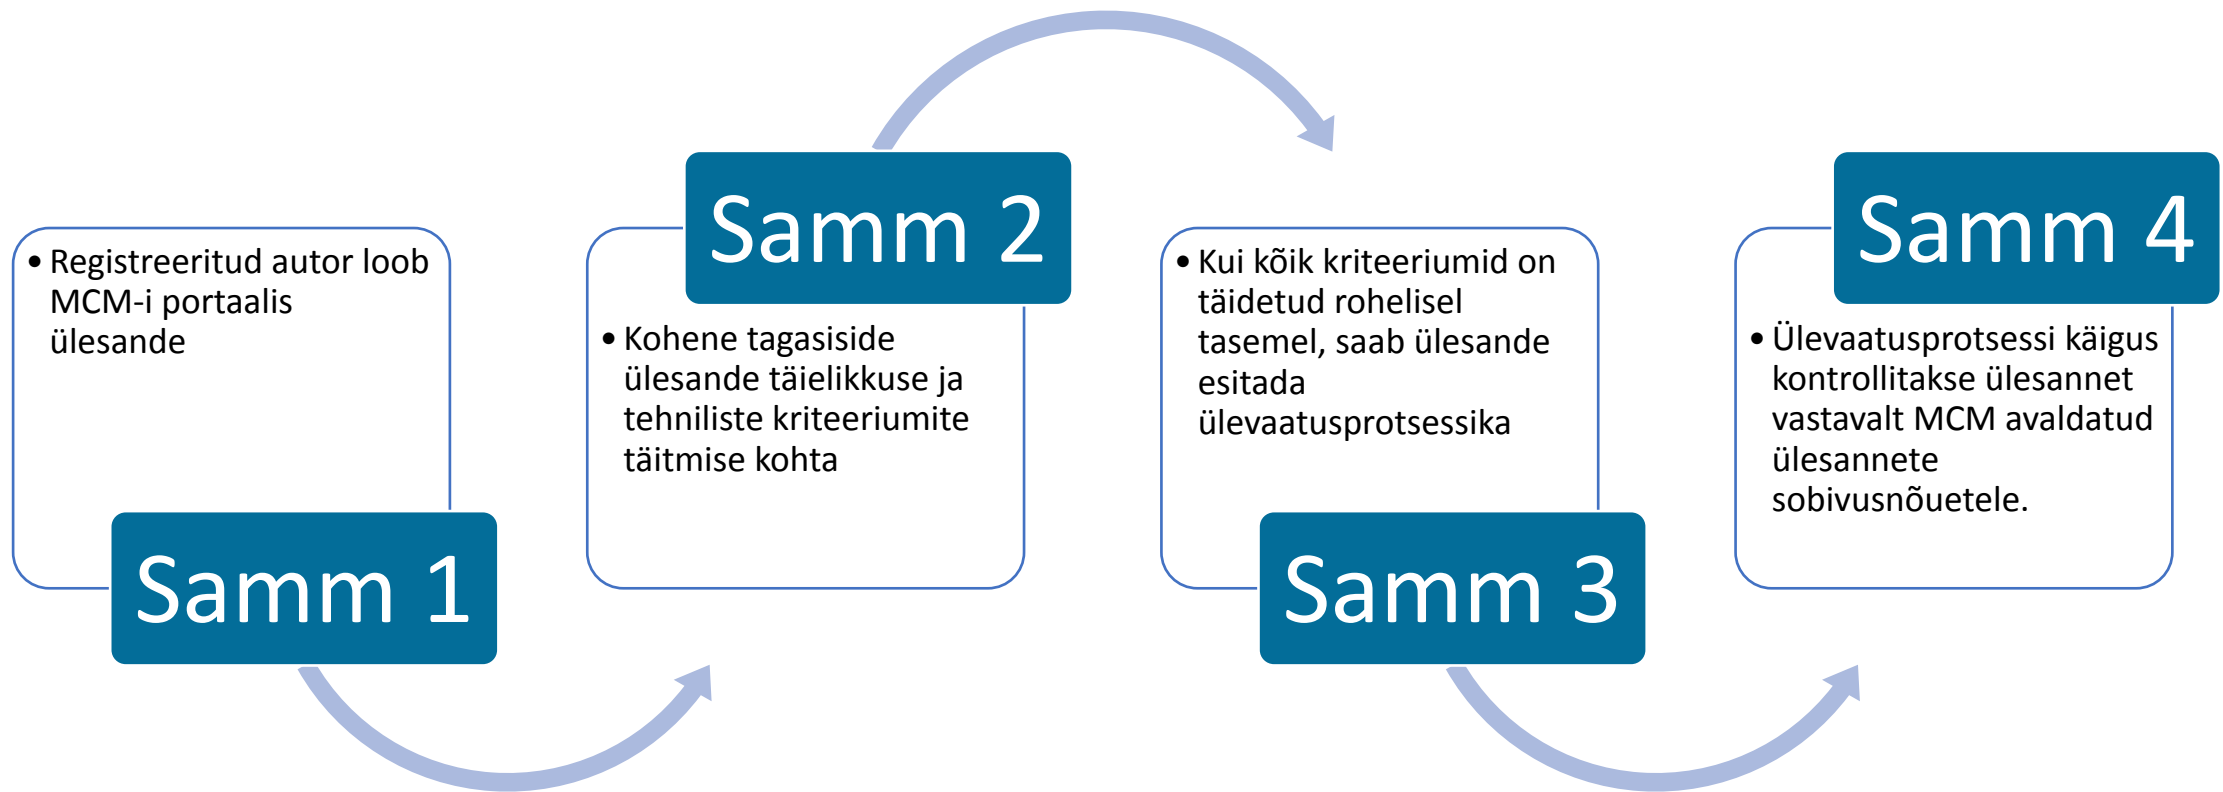 • Registreeritud autor loob
MCM-i portaalis
ülesande
Samm 1
Samm 2
• Kohene tagasiside
ülesande täielikkuse ja
tehniliste kriteeriumite
täitmise kohta
• Kui kõik kriteeriumid on
täidetud rohelisel
tasemel, saab ülesande
esitada
ülevaatusprotsessika
Samm 3
Samm 4
• Ülevaatusprotsessi käigus
kontrollitakse ülesannet
vastavalt MCM avaldatud
ülesannete
sobivusnõuetele.